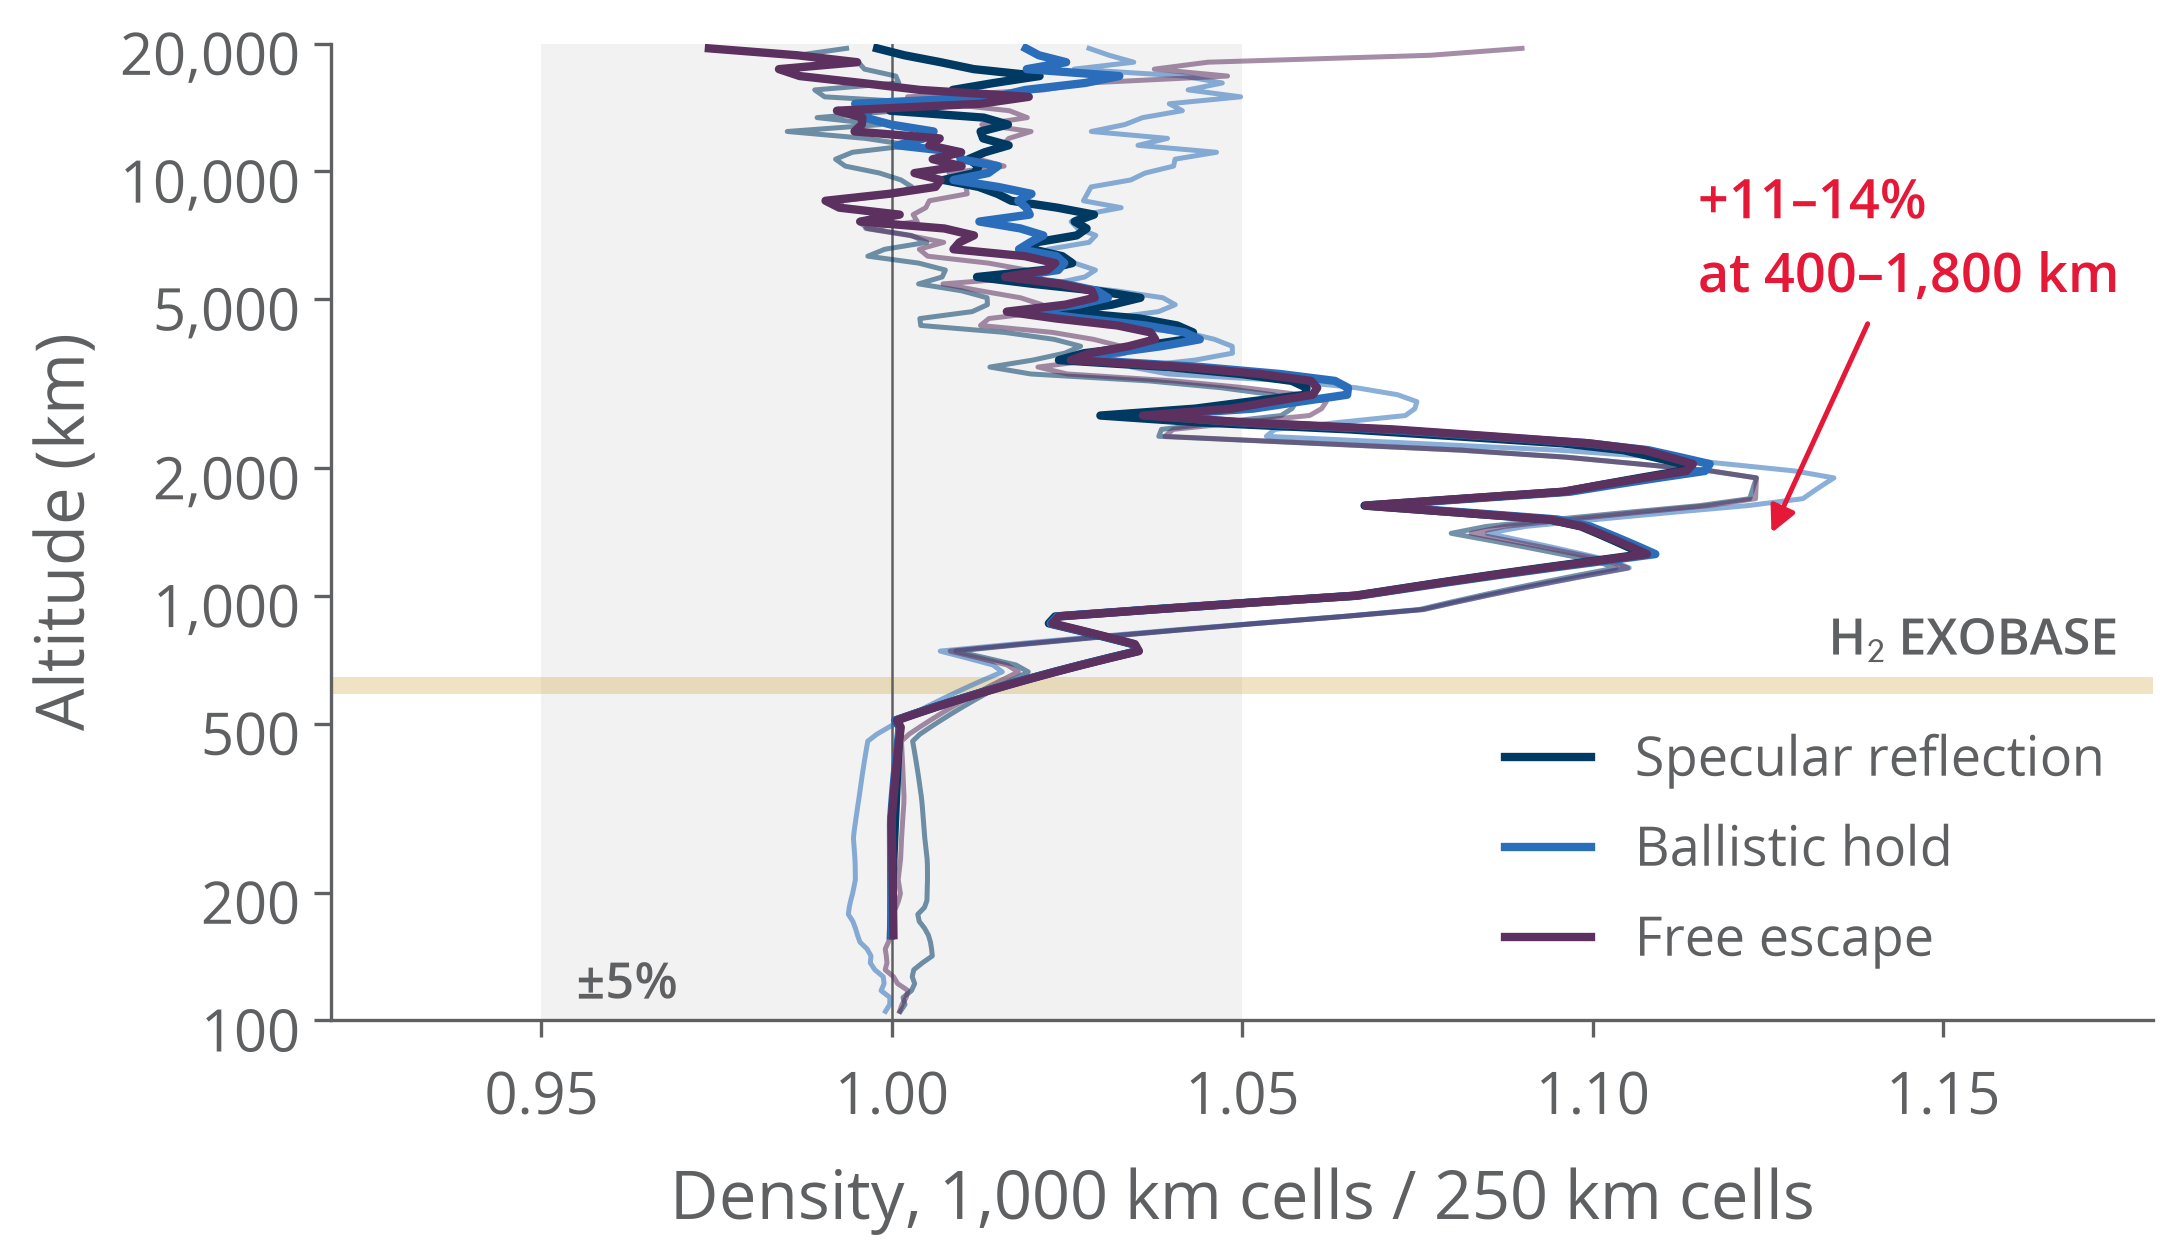 20,000
10,000
5,000
2,000
1,000
500
200
100
Altitude (km)
+11–14%
at 400–1,800 km
H₂ EXOBASE
Specular reflection
Ballistic hold
Free escape
±5%
0.95
1.00
1.05
1.10
1.15
Density, 1,000 km cells / 250 km cells